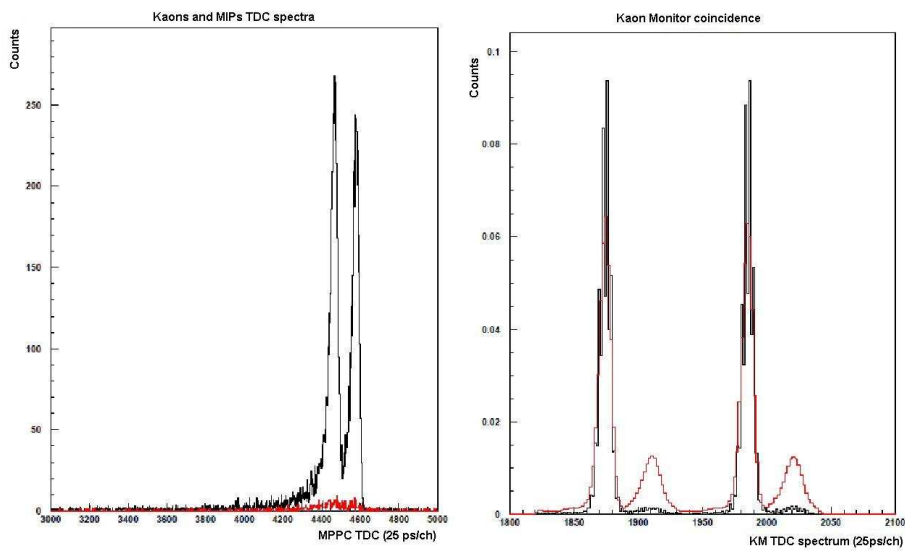 Kaons and MIPs TDC spectra
Counts
250
200
150
100
50
0
3000 3200 3400 3600 3800 4000 4200 4400 4600 4800 5000
MPPC TDC (25 ps/ch)
Kaon Monitor coincidence
Counts
0.1
0.08
0.06
0.04
0.02
0
1800 1850 1900 1950 2000 2050 2100
KM TDC spectrum (25ps/ch)